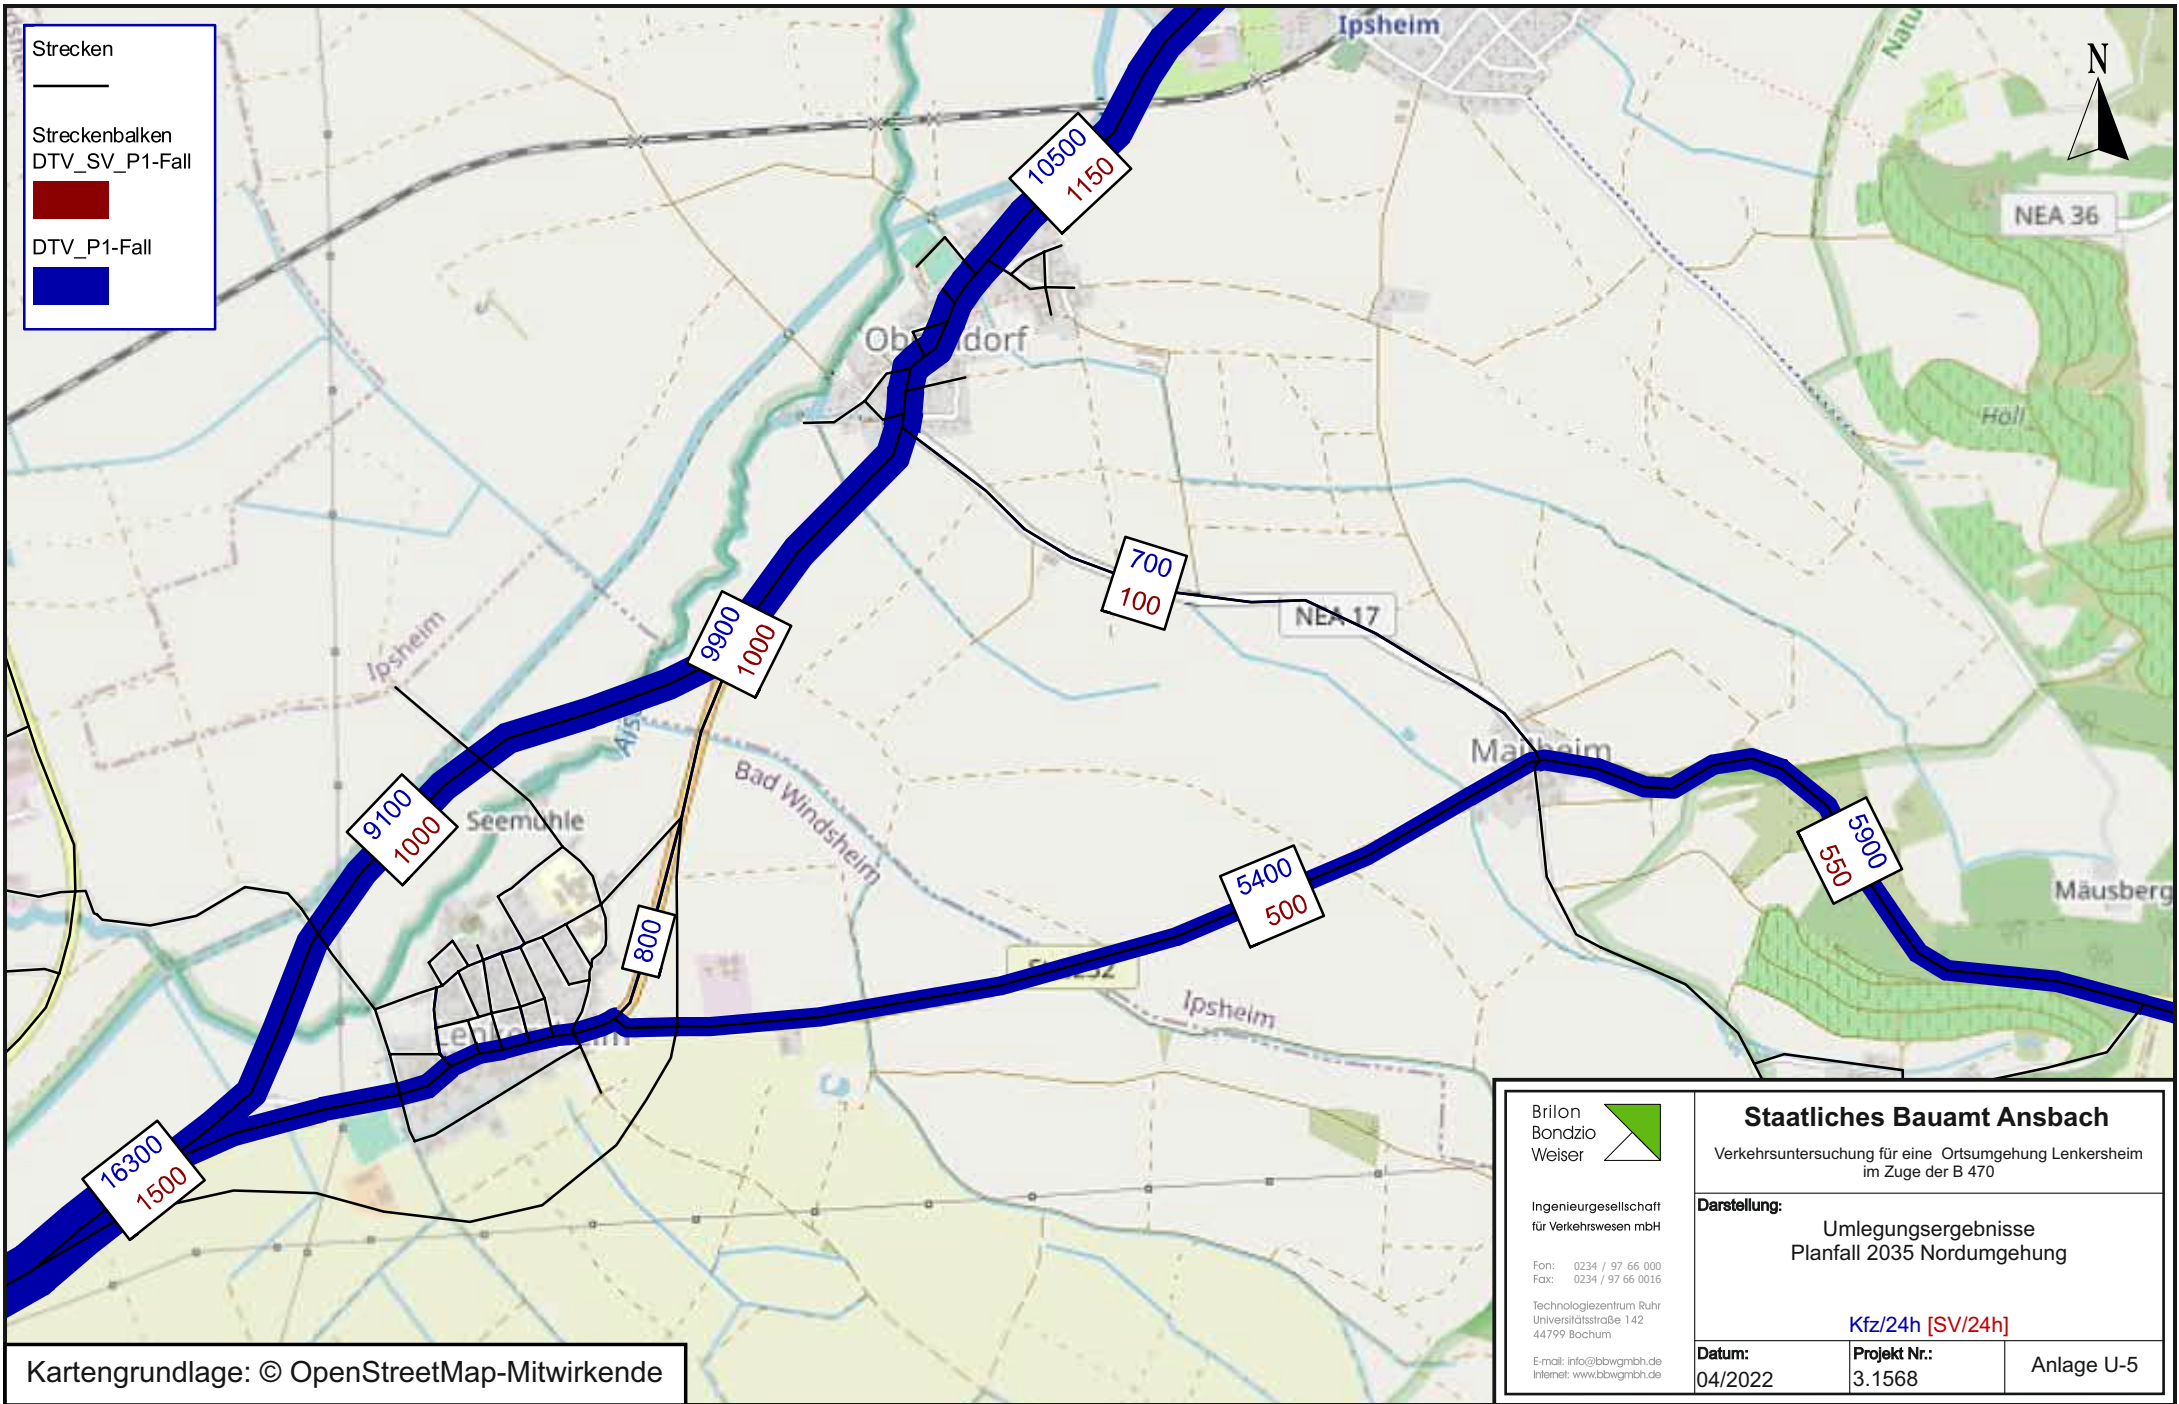 Strecken
Streckenbalken
DTV_SV_P1-Fall
DTV_P1-Fall
Ipsheim
N
NEA 36
10500
1150
Höll
700
100
NEA 17
9900
1000
Ipsheim
Bad Windsheim
9100
1000
Seemühle
800
5400
500
5900
550
Mäusberg
Ipsheim
16300
1500
Brilon
Bondzio
Weiser
Ingenieurgesellschaft
für Verkehrswesen mbH
Fon: 0234 / 97 66 000
Fax: 0234 / 97 66 0016
Technologiezentrum Ruhr
Universitätsstraße 142
44799 Bochum
E-mail: info@bbwgmbh.de
Internet: www.bbwgmbh.de
Staatliches Bauamt Ansbach
Verkehrsuntersuchung für eine Ortsumgehung Lenkersheim
im Zuge der B 470
Darstellung:
Umlegungsergebnisse
Planfall 2035 Nordumgehung
Kfz/24h [SV/24h]
Datum:
04/2022
Projekt Nr.:
3.1568
Anlage U-5
Kartengrundlage: © OpenStreetMap-Mitwirkende